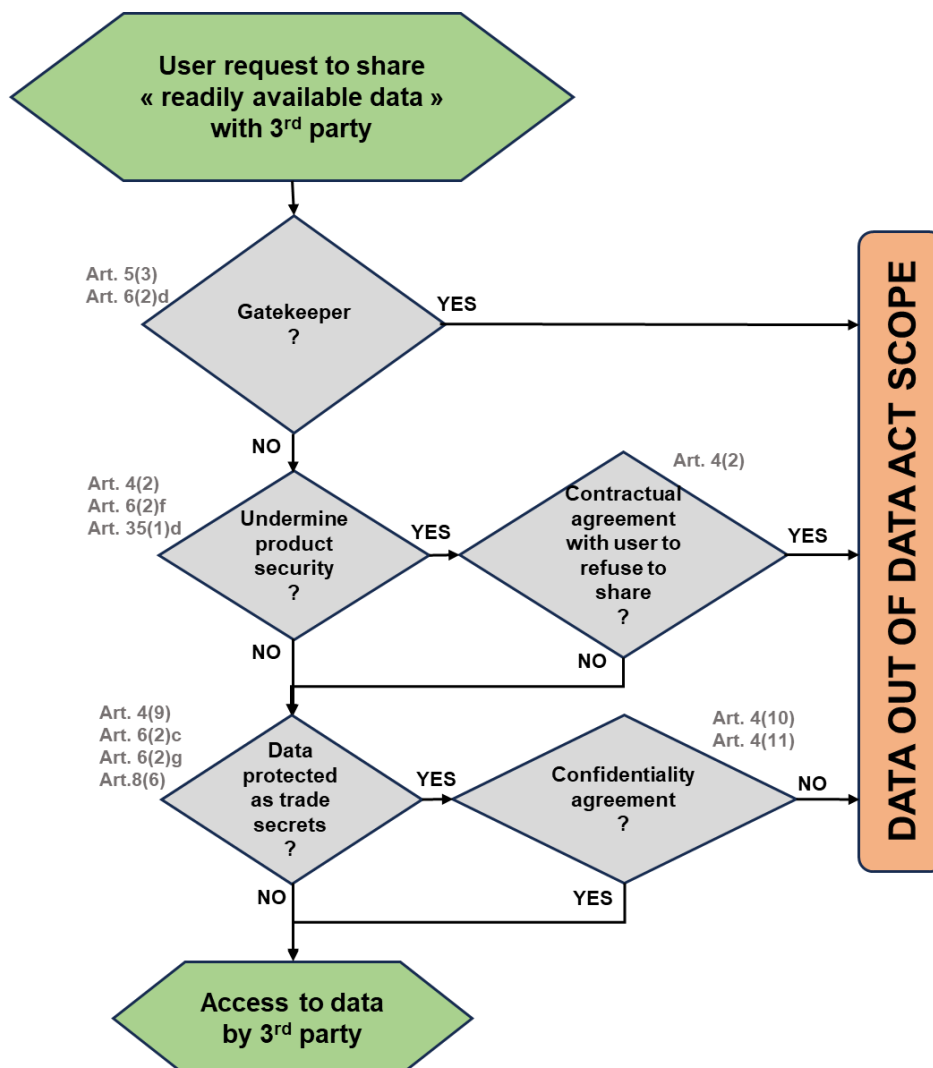 User request to share
« readily available data »
with 3rd party
Art. 5(3)
Art. 6(2)d
Gatekeeper
?
YES
NO
Art. 4(2)
Art. 6(2)f
Art. 35(1)d
Undermine
product
security
?
YES
Art. 4(2)
Contractual
agreement
with user to
refuse to
share
?
YES
NO
NO
Art. 4(9)
Art. 6(2)c
Art. 6(2)g
Art.8(6)
Data
protected
as trade
secrets
?
YES
Art. 4(10)
Art. 4(11)
Confidentiality
agreement
?
NO
NO
YES
Access to data
by 3rd party
DATA OUT OF DATA ACT SCOPE